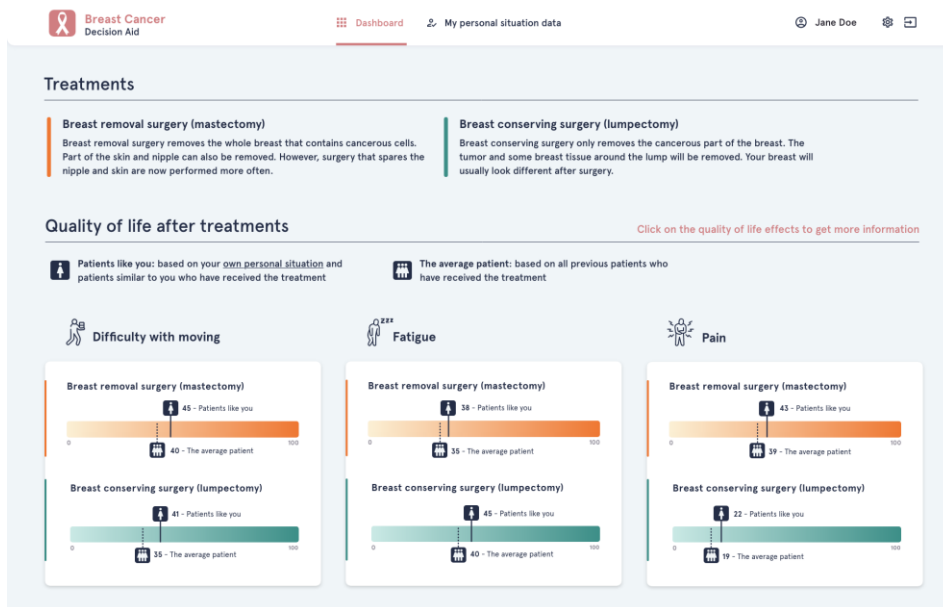 Breast Cancer
Decision Aid
Dashboard
My personal situation data
Jane Doe
Treatments
Breast removal surgery (mastectomy)
Breast removal surgery removes the whole breast that contains cancerous cells.
Part of the skin and nipple can also be removed. However, surgery that spares the
nipple and skin are now performed more often.
Breast conserving surgery (lumpectomy)
Breast conserving surgery only removes the cancerous part of the breast. The
tumor and some breast tissue around the lump will be removed. Your breast will
usually look different after surgery.
Quality of life after treatments
Click on the quality of life effects to get more information
Patients like you: based on your own personal situation and
patients similar to you who have received the treatment
The average patient: based on all previous patients who
have received the treatment
Difficulty with moving
Breast removal surgery (mastectomy)
45 - Patients like you
0
100
40 - The average patient
Breast conserving surgery (lumpectomy)
41 - Patients like you
0
100
35 - The average patient
zzz
Fatigue
Breast removal surgery (mastectomy)
38 - Patients like you
0
100
35 - The average patient
Breast conserving surgery (lumpectomy)
45 - Patients like you
0
100
40 - The average patient
Pain
Breast removal surgery (mastectomy)
43 - Patients like you
0
100
39 - The average patient
Breast conserving surgery (lumpectomy)
22 - Patients like you
0
100
19 - The average patient